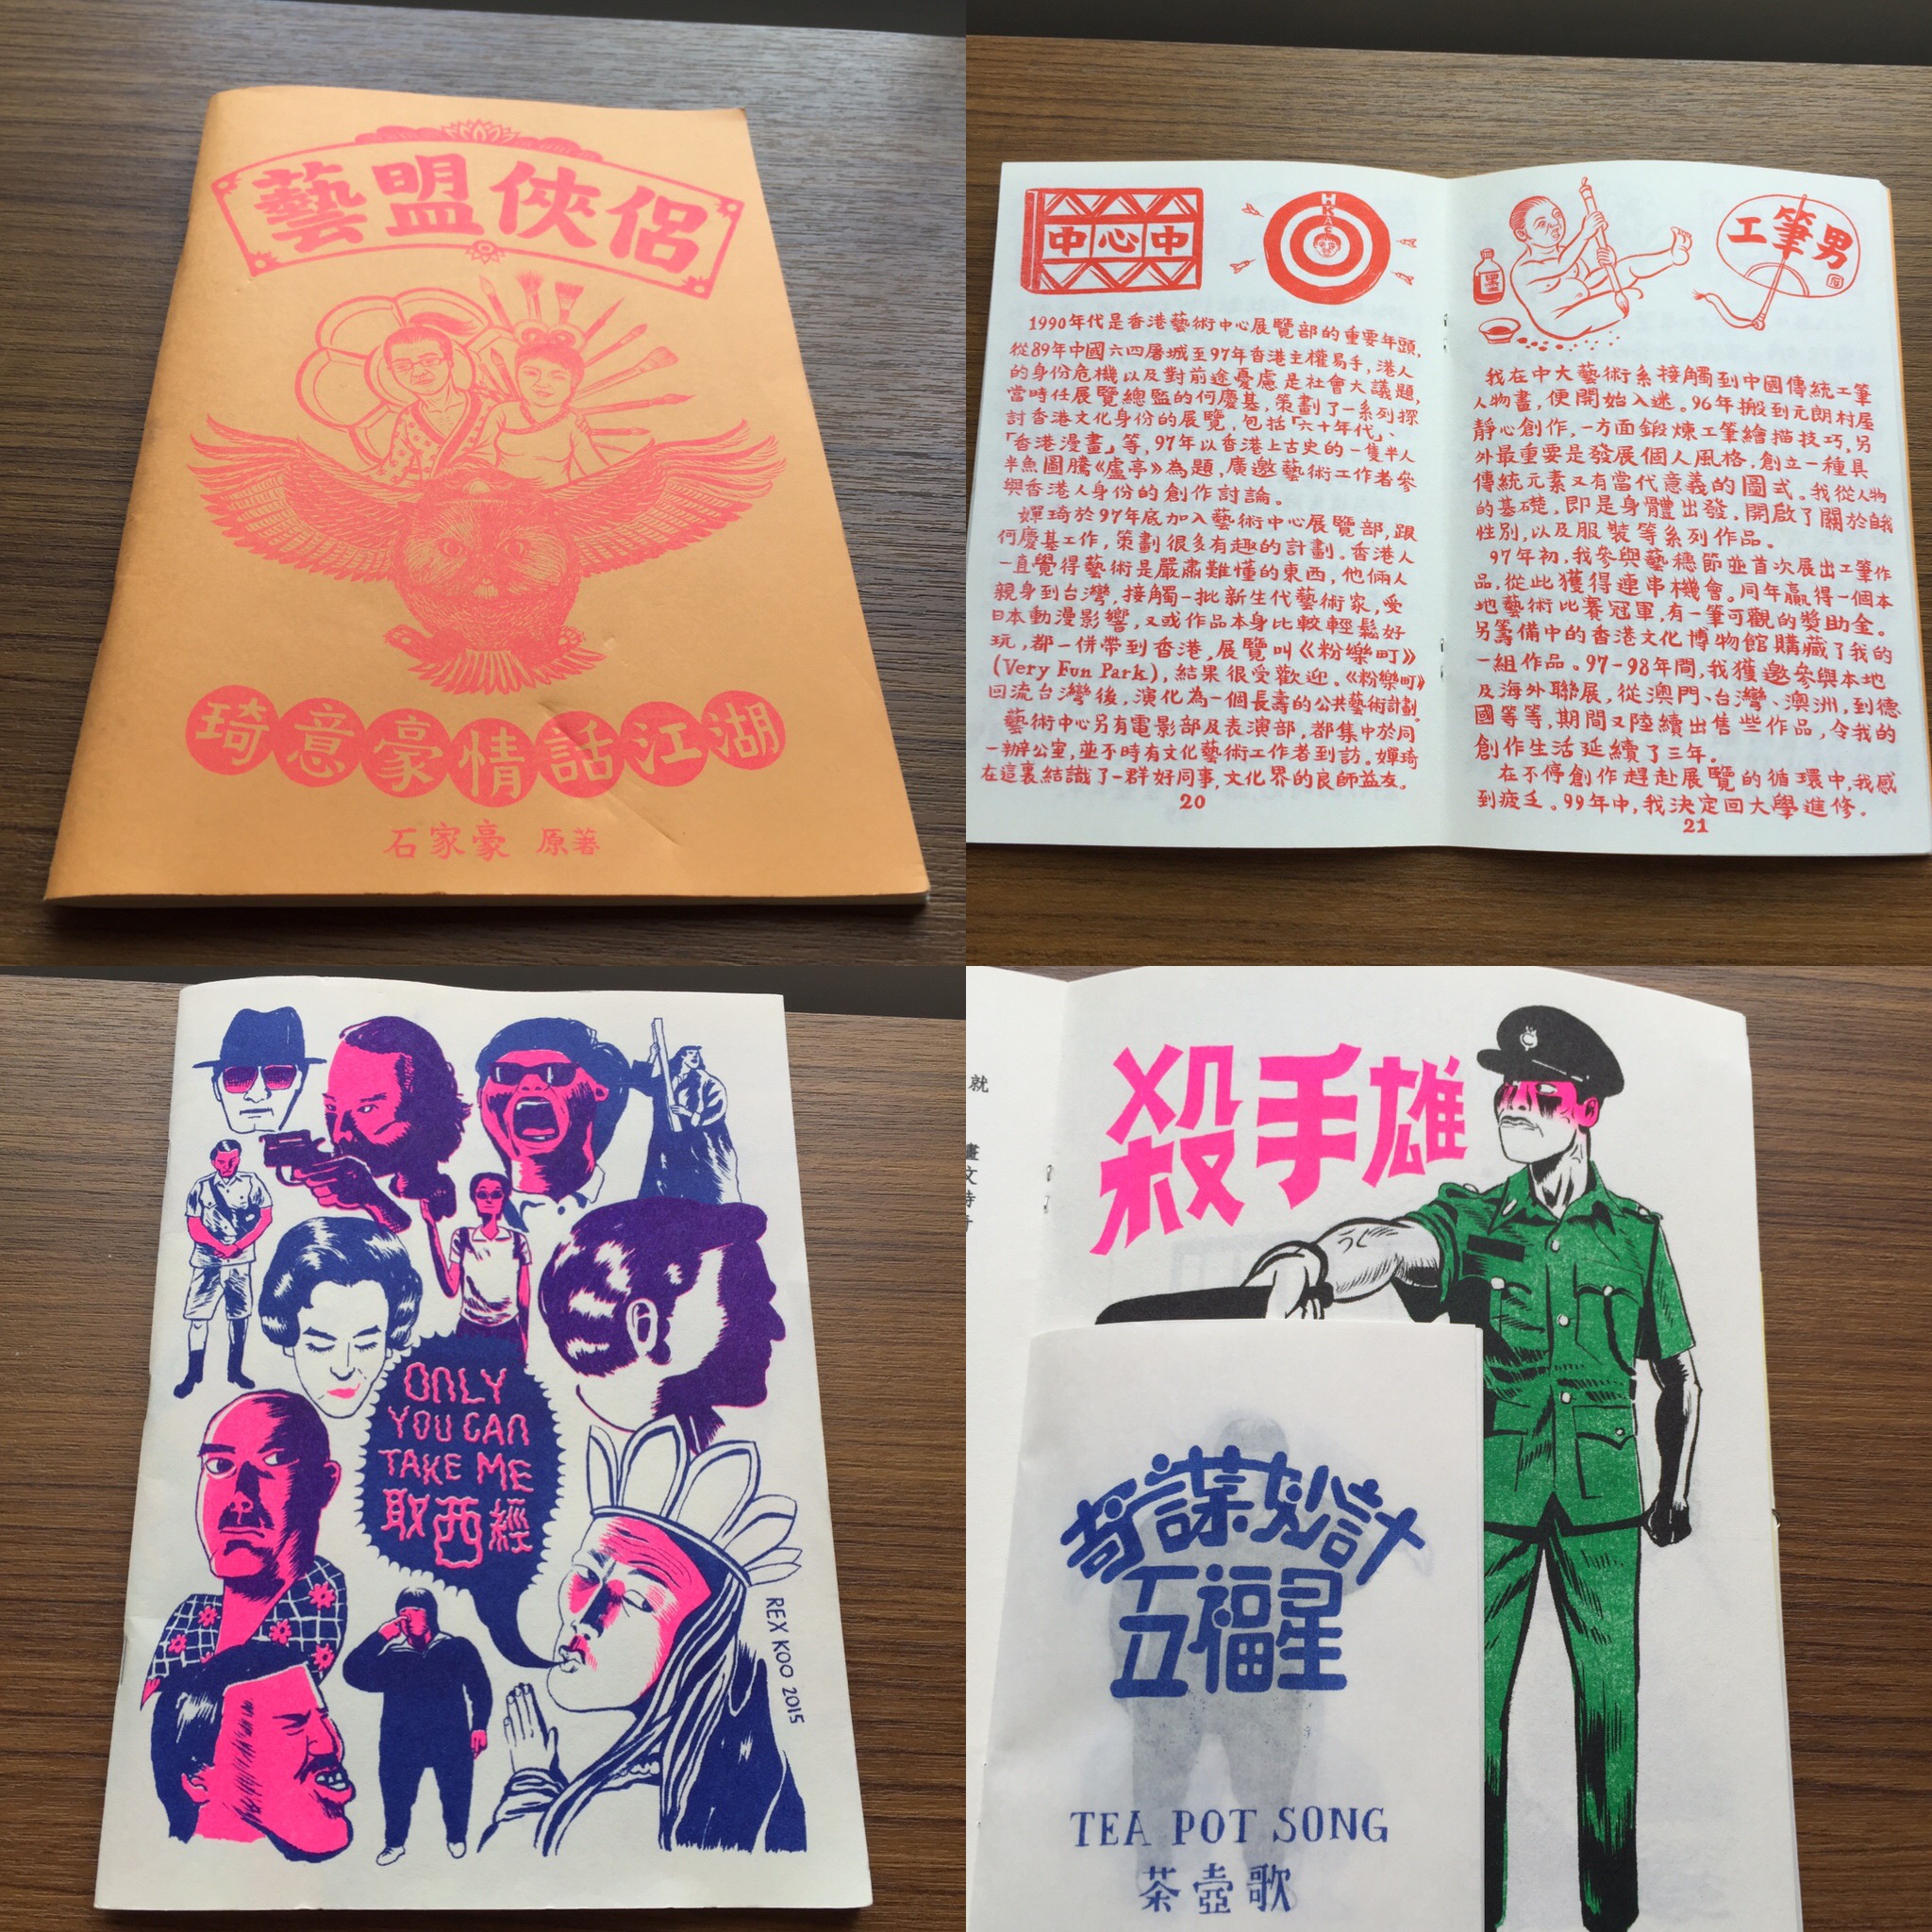 藝盟俠侶
琦意豪情話江湖
石家豪 原著
中心中
HKAC
1990年代是香港藝術中心展覽部的重要年頭,
從89年中國六四屠城至97年香港主權易手,港人
的身份危機以及對前途憂慮是社會大議題,
當時任展覽總監的何慶基,策劃了一系列探
討香港文化身份的展覽,包括「六十年代」、
「香港漫畫」等,97年以香港上古史的一隻半人
半魚圖騰《盧亭》為題,廣邀藝術工作者參
與香港人身份的創作討論。
嬋琦於97年底加入藝術中心展覽部,跟
何慶基工作,策劃很多有趣的計劃。香港人
一直覺得藝術是嚴肅難懂的東西,他倆人
親身到台灣,接觸一批新生代藝術家,受
日本動漫影響,又或作品本身比較輕鬆好
玩,都一併帶到香港,展覽叫《粉樂町》
(Very Fun Park),結果很受歡迎。《粉樂町》
回流台灣後,演化為一個長壽的公共藝術計劃。
藝術中心另有電影部及表演部,都集中於同
一辦公室,並不時有文化藝術工作者到訪。嬋琦
在這裏結識了一群好同事,文化界的良師益友。
20
墨
工筆男
我在中大藝術系接觸到中國傳統工筆
人物畫,便開始入迷。96年搬到元朗村屋
靜心創作,一方面鍛煉工筆繪描技巧,另
外最重要是發展個人風格,創立一種具
傳統元素又有當代意義的圖式。我從人物
的基礎,即是身體出發,開啟了關於自我
性別,以及服裝等系列作品。
97年初,我參與藝穗節並首次展出工筆作
品,從此獲得連串機會。同年贏得一個本
地藝術比賽冠軍,有一筆可觀的獎助金。
另籌備中的香港文化博物館購藏了我的
一組作品。97-98年間,我獲邀參與本地
及海外聯展,從澳門、台灣、澳洲,到德
國等等,期間又陸續出售些作品,令我的
創作生活延續了三年。
在不停創作趕赴展覽的循環中,我感
到疲乏。99年中,我決定回大學進修。
21
ONLY
YOU CAN
TAKE ME
取西經
REX KOO 2015
就
畫
文
殺手雄
奇謀妙計
五福星
TEA POT SONG
茶壺歌